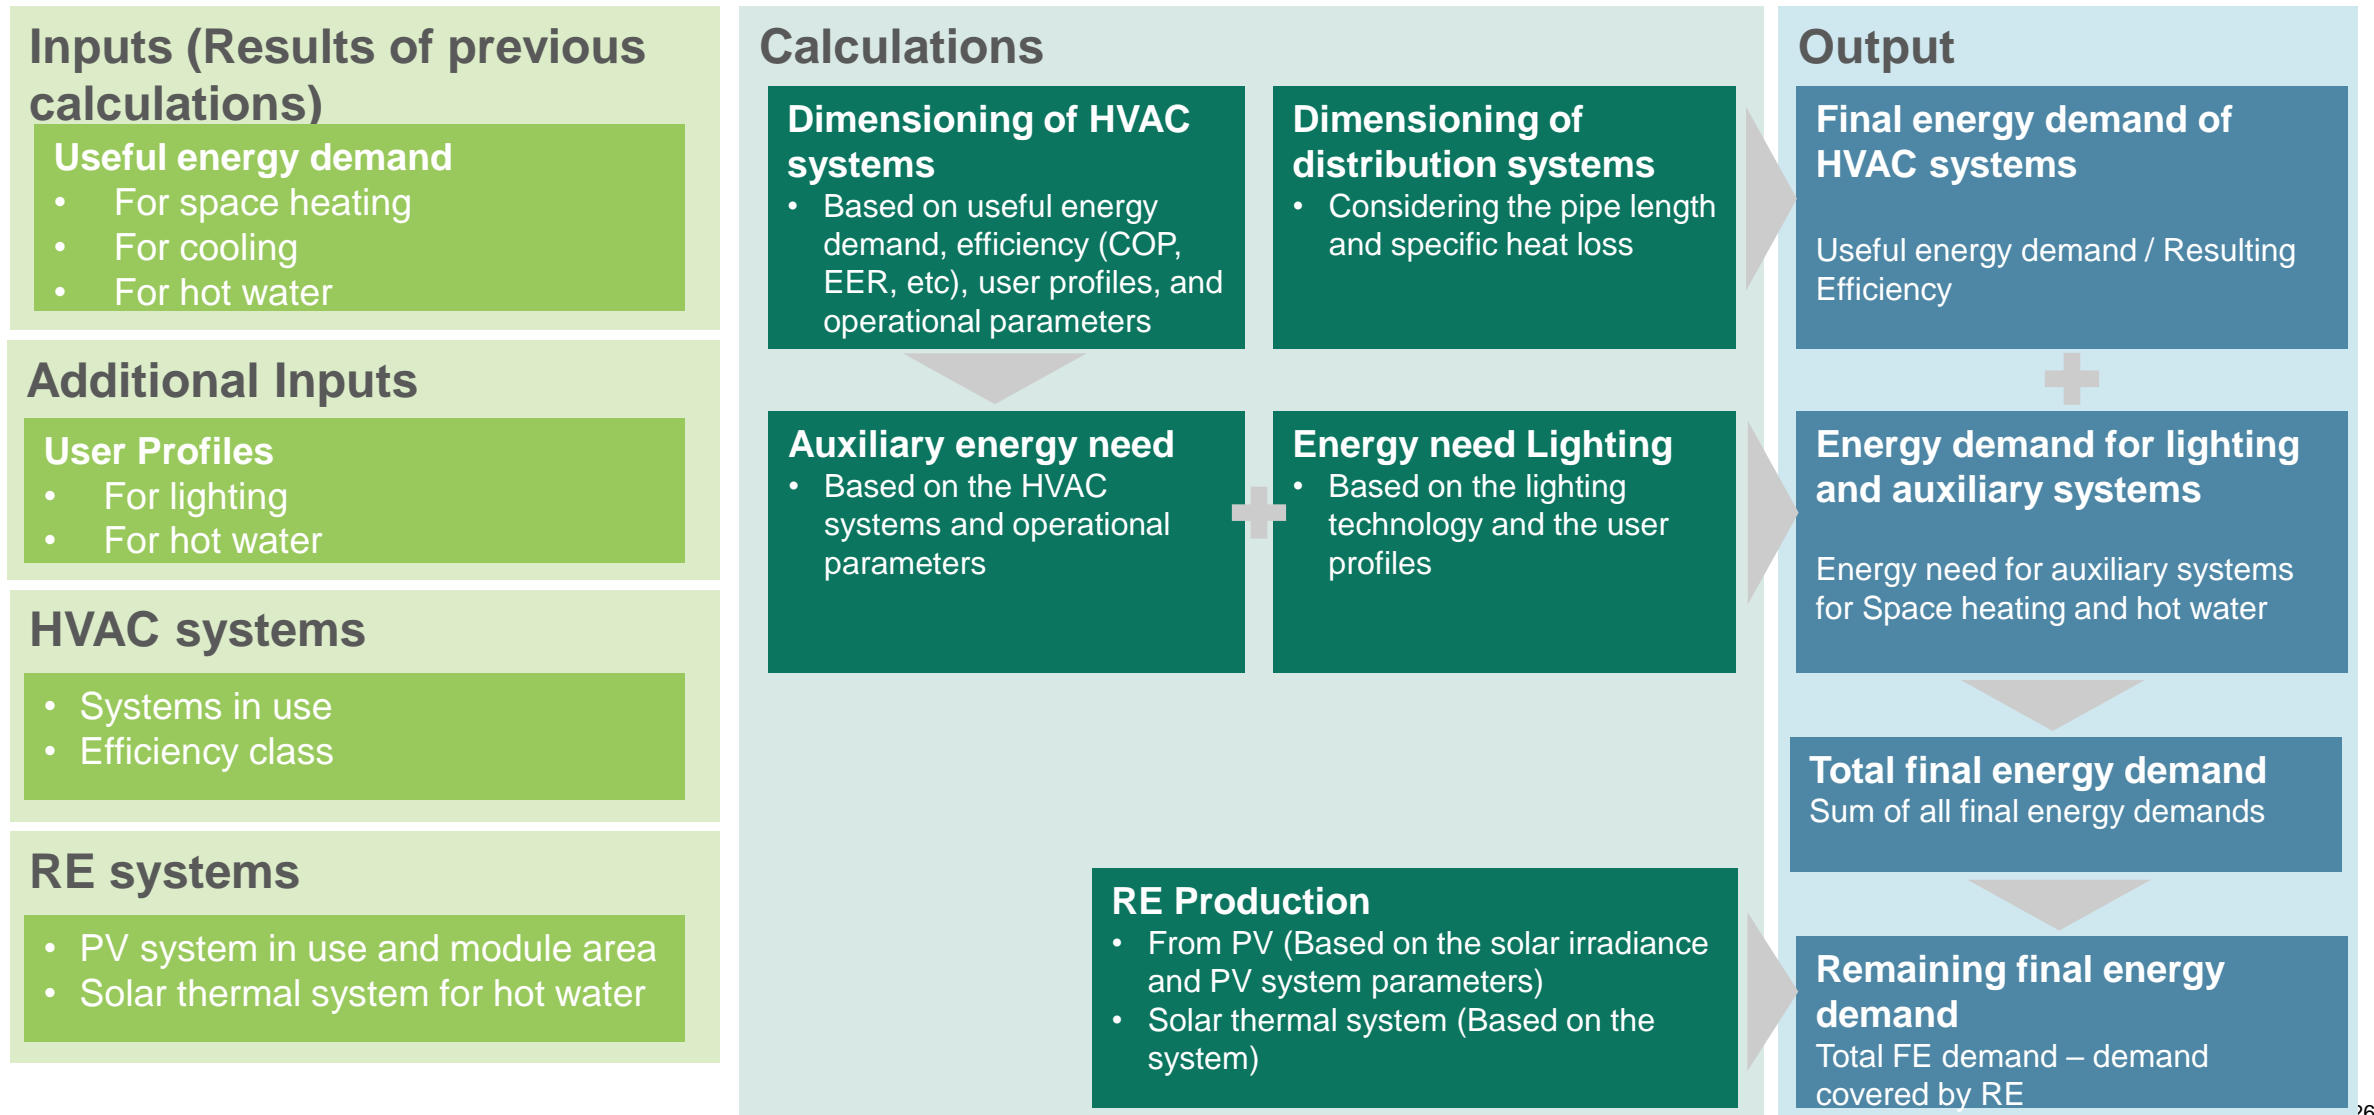 Inputs (Results of previous
calculations)
Useful energy demand
• For space heating
• For cooling
• For hot water
Additional Inputs
User Profiles
• For lighting
• For hot water
HVAC systems
• Systems in use
• Efficiency class
RE systems
• PV system in use and module area
• Solar thermal system for hot water
Calculations
Dimensioning of HVAC
systems
• Based on useful energy
demand, efficiency (COP,
EER, etc), user profiles, and
operational parameters
Dimensioning of
distribution systems
• Considering the pipe length
and specific heat loss
Auxiliary energy need
• Based on the HVAC
systems and operational
parameters
Energy need Lighting
• Based on the lighting
technology and the user
profiles
RE Production
• From PV (Based on the solar irradiance
and PV system parameters)
• Solar thermal system (Based on the
system)
Output
Final energy demand of
HVAC systems
Useful energy demand / Resulting
Efficiency
Energy demand for lighting
and auxiliary systems
Energy need for auxiliary systems
for Space heating and hot water
Total final energy demand
Sum of all final energy demands
Remaining final energy
demand
Total FE demand – demand
covered by RE